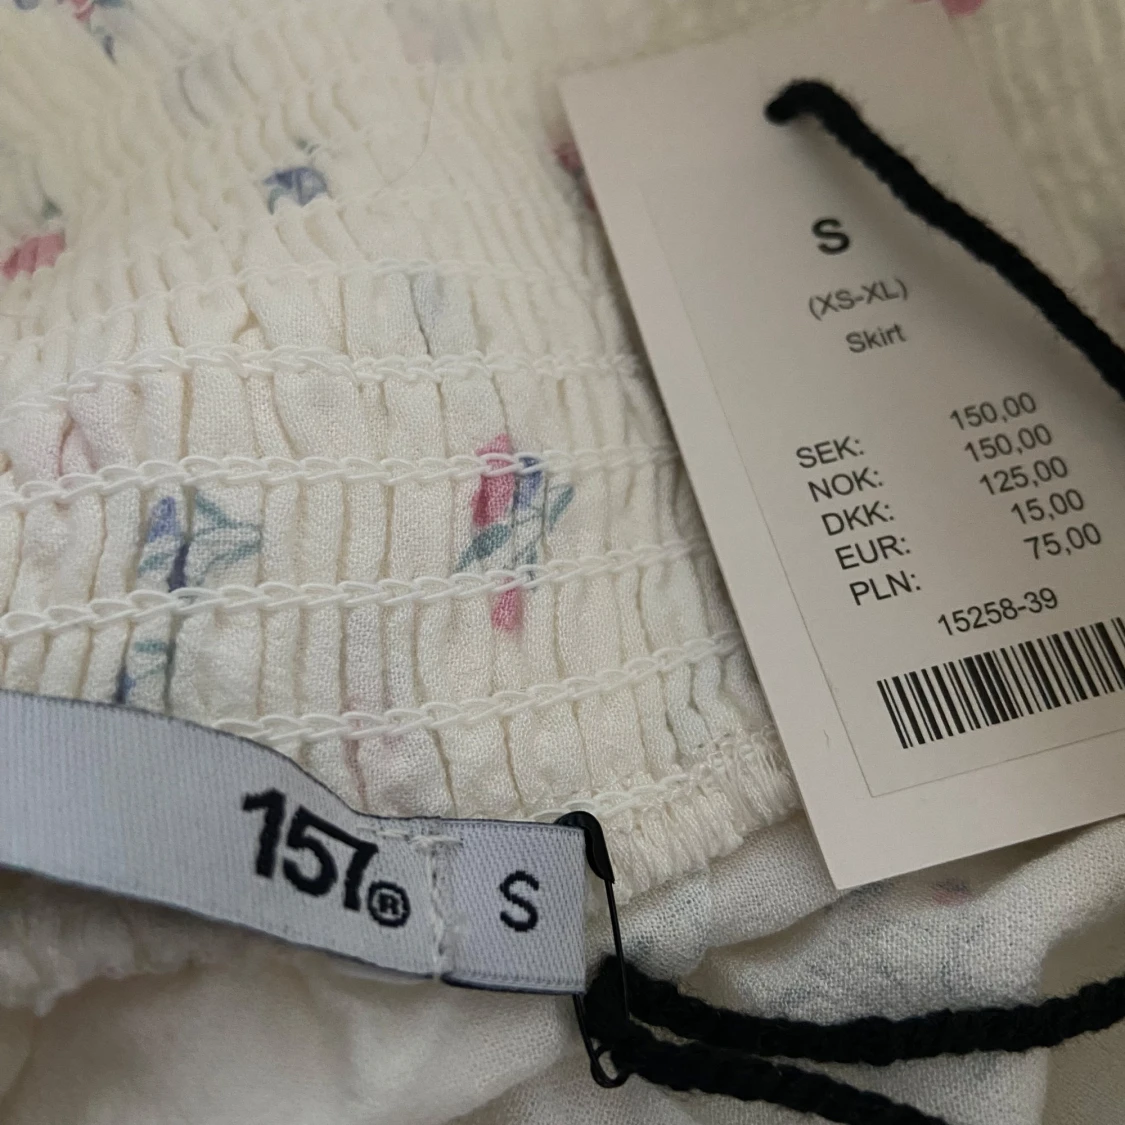 S
(XS-XL)
Skirt
SEK: 150,00
NOK: 150,00
DKK: 125,00
EUR: 15,00
PLN: 75,00
15258-39
157® S